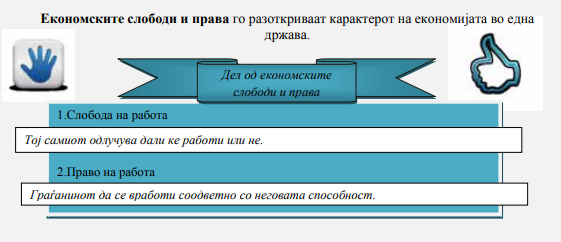 Економските слободи и права го разоткриваат карактерот на економијата во една
држава.
Дел од економските
слободи и права
1.Слобода на работа
Тој самиот одлучува дали ке работи или не.
2.Право на работа
Граѓанинот да се вработи соодветно со неговата способност.